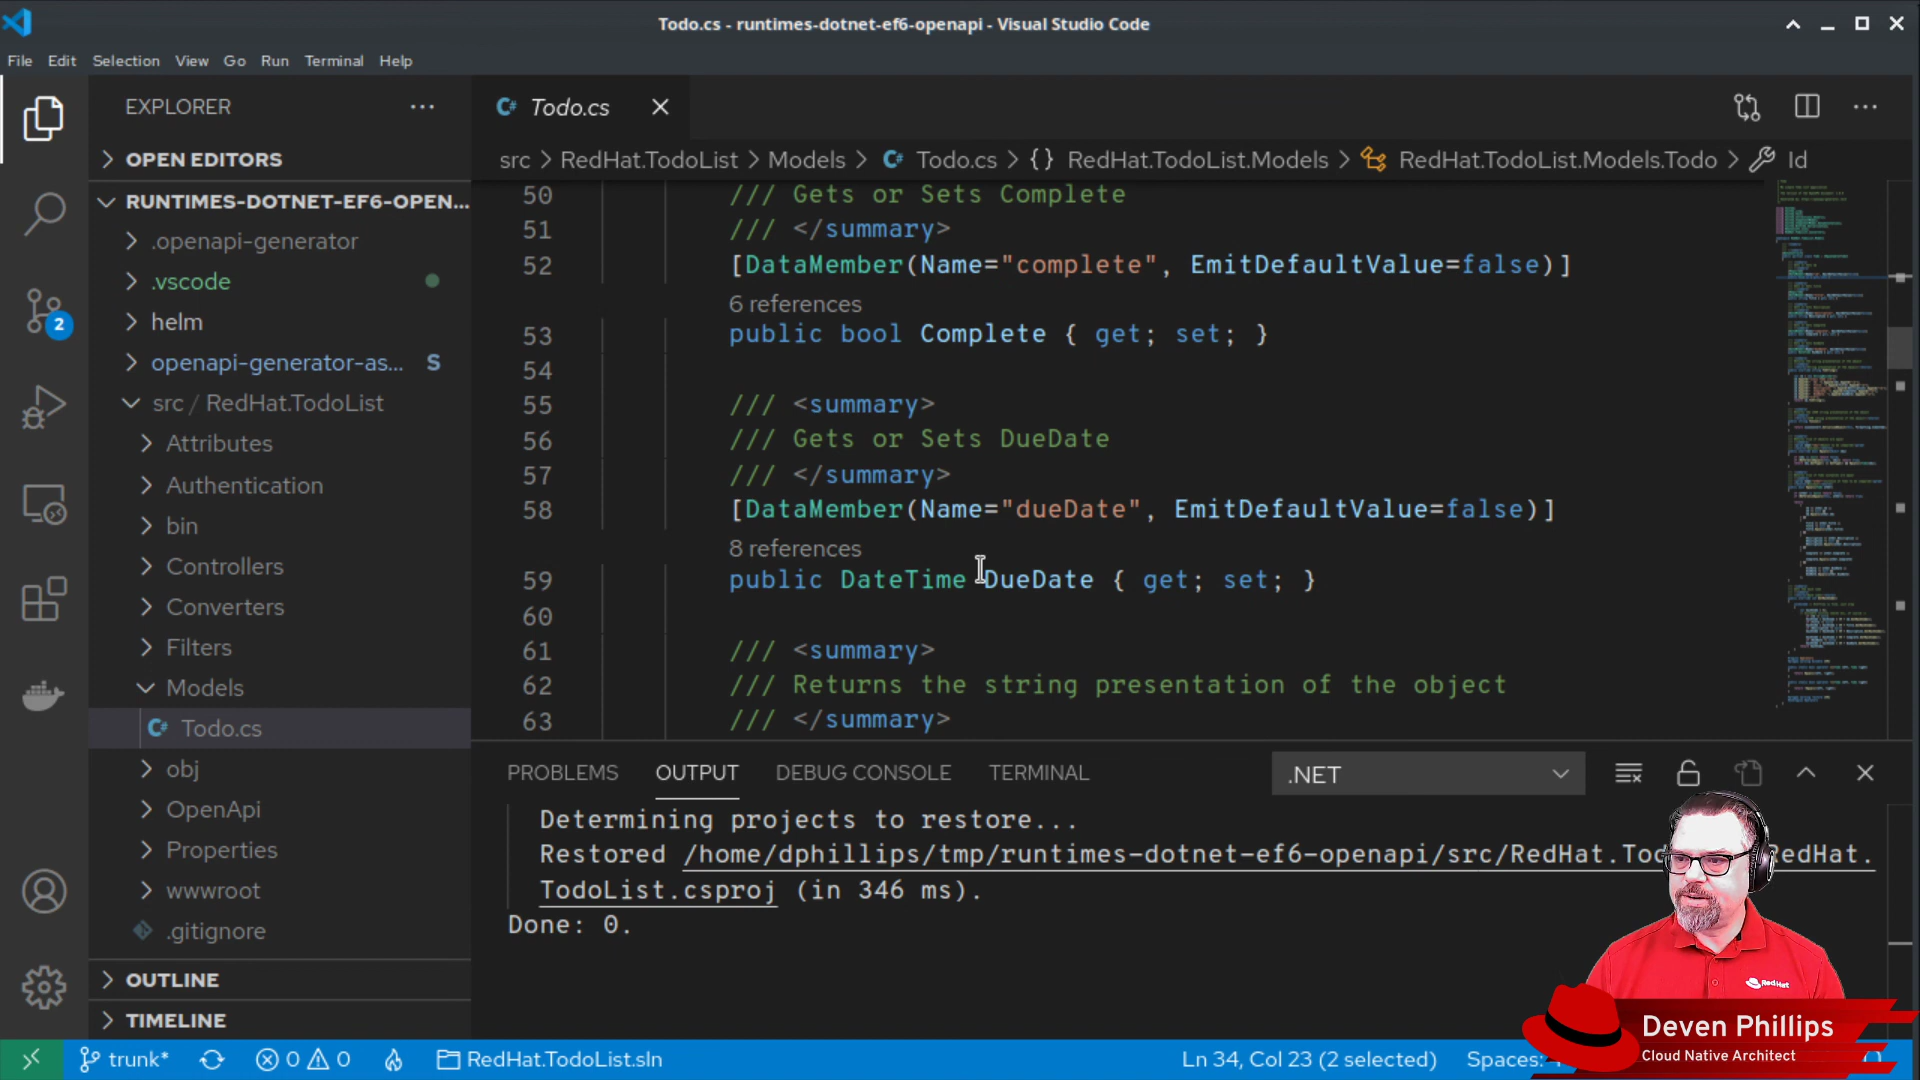 Todo.cs - runtimes-dotnet-ef6-openapi - Visual Studio Code
File Edit Selection View Go Run Terminal Help
EXPLORER
OPEN EDITORS
RUNTIMES-DOTNET-EF6-OPEN...
.openapi-generator
.vscode
helm
openapi-generator-as... S
src / RedHat.TodoList
Attributes
Authentication
bin
Controllers
Converters
Filters
Models
C# Todo.cs
obj
OpenApi
Properties
wwwroot
.gitignore
OUTLINE
TIMELINE
2
C# Todo.cs
src > RedHat.TodoList > Models > C# Todo.cs > {} RedHat.TodoList.Models > RedHat.TodoList.Models.Todo > Id
50 /// Gets or Sets Complete
51 /// </summary>
52 [DataMember(Name="complete", EmitDefaultValue=false)]
6 references
53 public bool Complete { get; set; }
54
55 /// <summary>
56 /// Gets or Sets DueDate
57 /// </summary>
58 [DataMember(Name="dueDate", EmitDefaultValue=false)]
8 references
59 public DateTime DueDate { get; set; }
60
61 /// <summary>
62 /// Returns the string presentation of the object
63 /// </summary>
PROBLEMS OUTPUT DEBUG CONSOLE TERMINAL .NET
Determining projects to restore...
Restored /home/dphillips/tmp/runtimes-dotnet-ef6-openapi/src/RedHat.Tod RedHat.
TodoList.csproj (in 346 ms).
Done: 0.
Red Hat
Deven Phillips
Cloud Native Architect
trunk* 0 0 RedHat.TodoList.sln Ln 34, Col 23 (2 selected) Spaces: